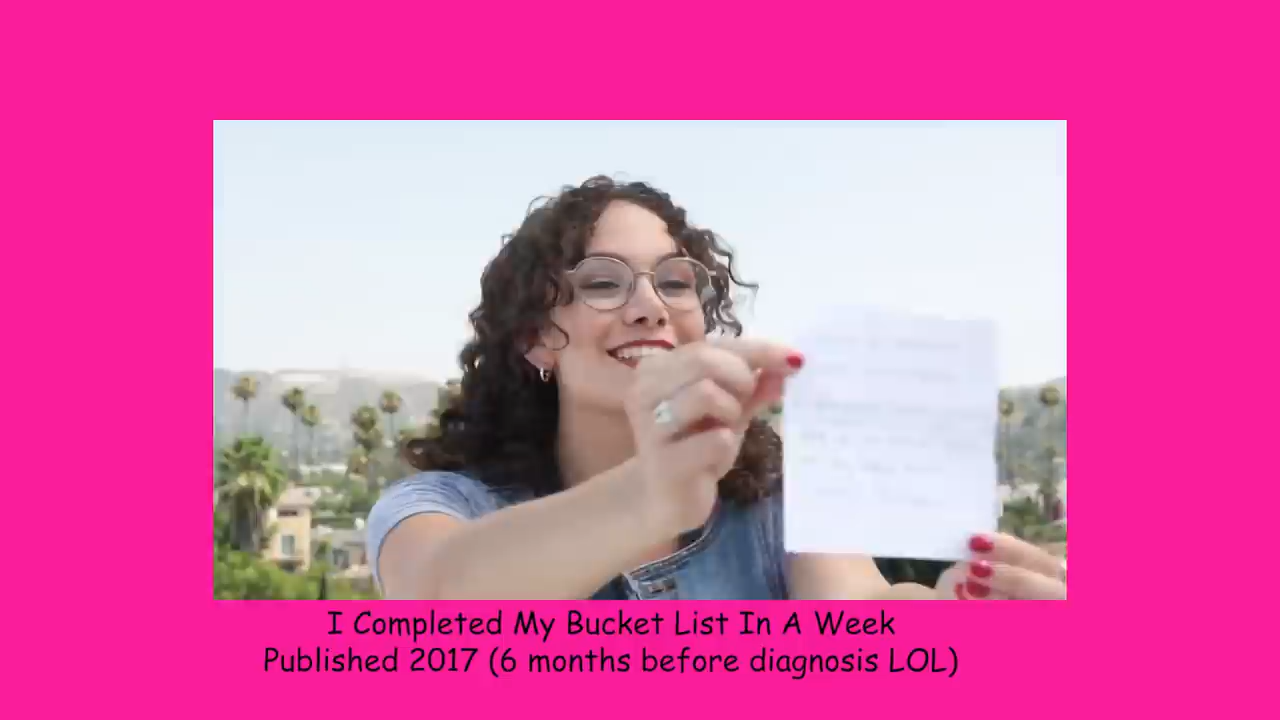 I Completed My Bucket List In A Week
Published 2017 (6 months before diagnosis LOL)